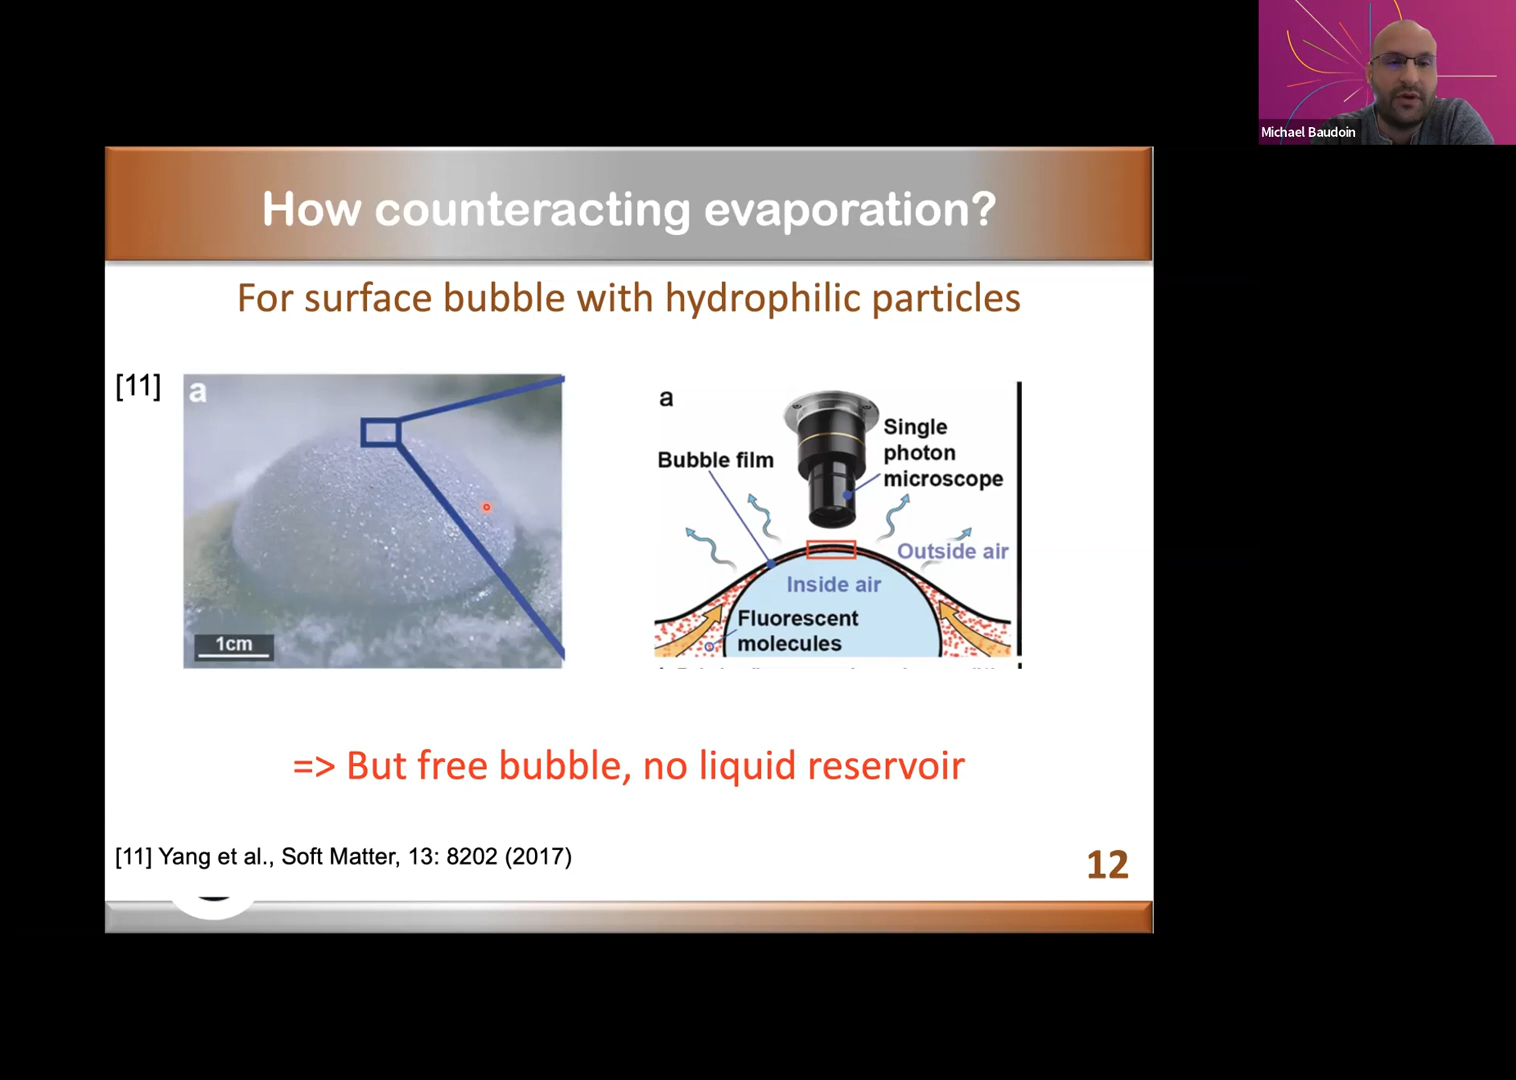 Michael Baudoin
How counteracting evaporation?
For surface bubble with hydrophilic particles
[11]
a
1cm
a
Bubble film
Single
photon
microscope
Outside air
Inside air
Fluorescent
molecules
=> But free bubble, no liquid reservoir
[11] Yang et al., Soft Matter, 13: 8202 (2017)
12